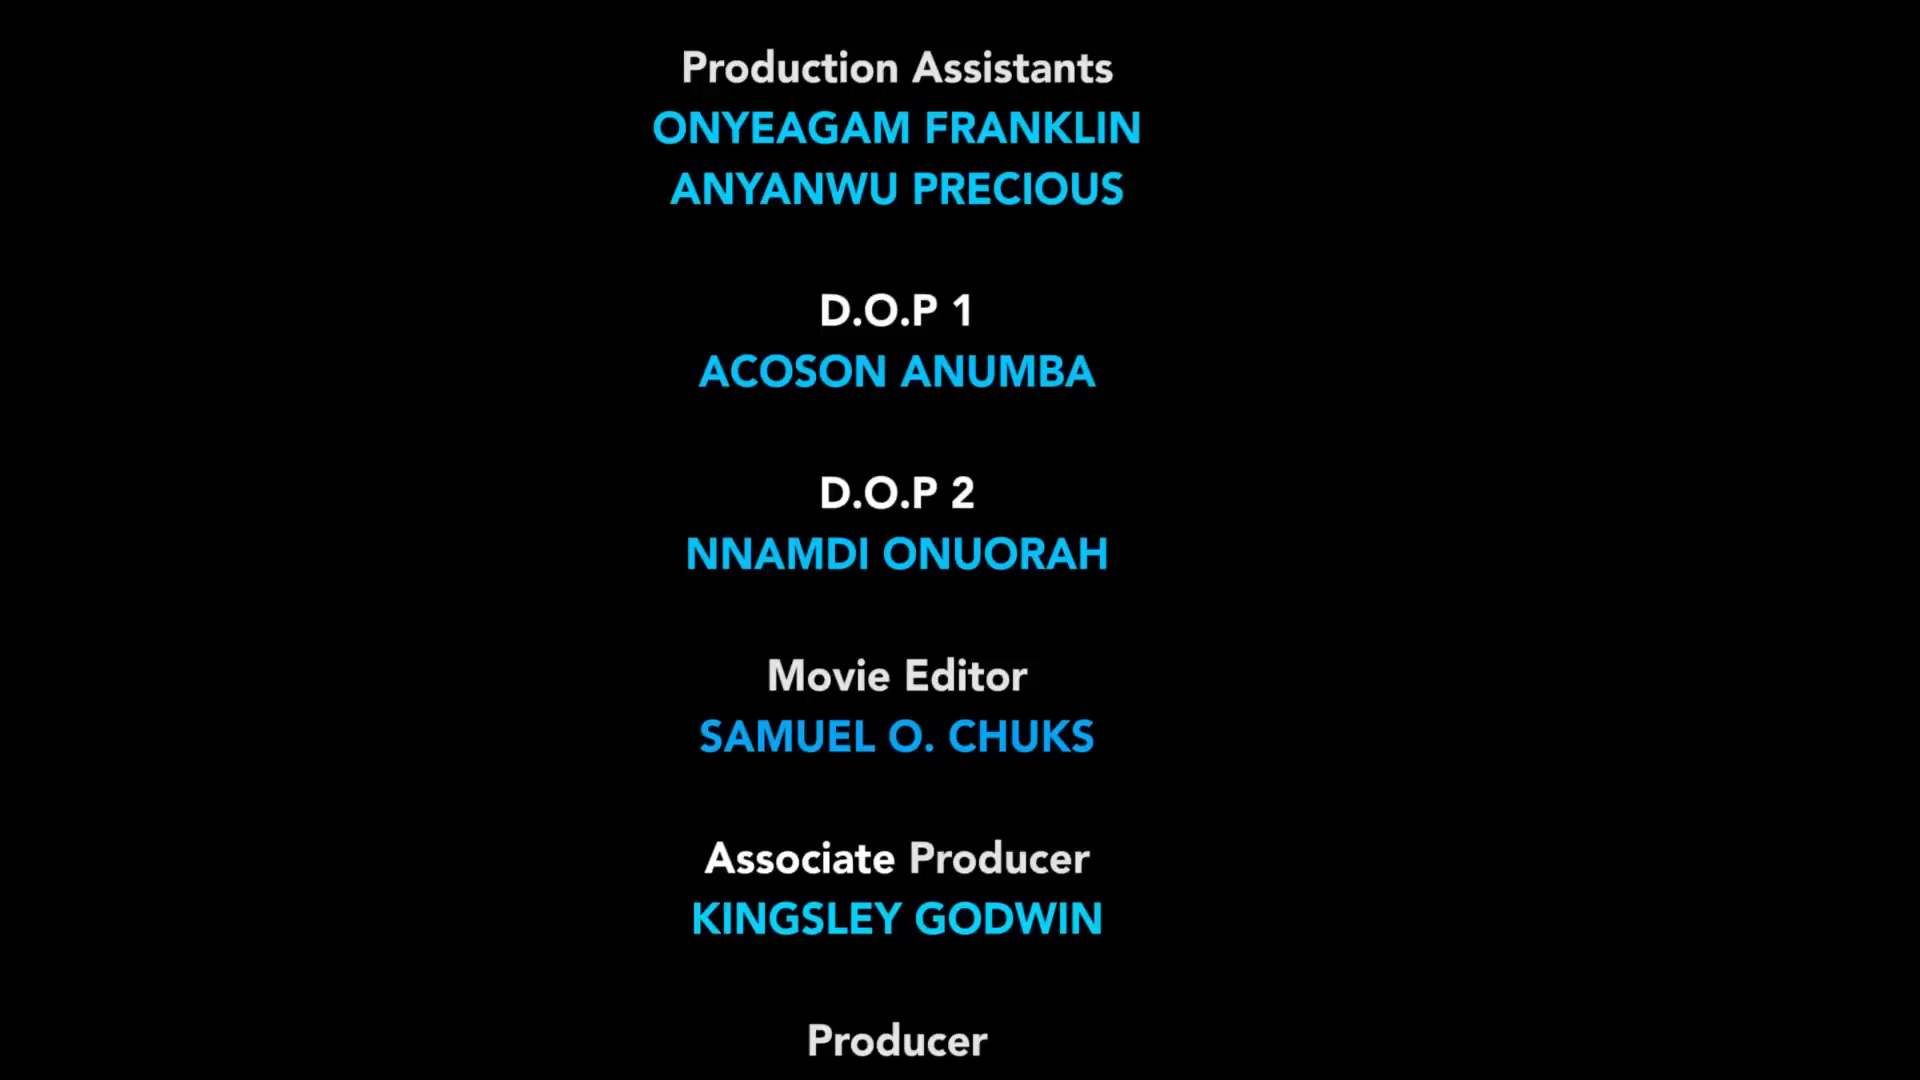 Production Assistants
ONYEAGAM FRANKLIN
ANYANWU PRECIOUS
D.O.P 1
ACOSON ANUMBA
D.O.P 2
NNAMDI ONUORAH
Movie Editor
SAMUEL O. CHUKS
Associate Producer
KINGSLEY GODWIN
Producer